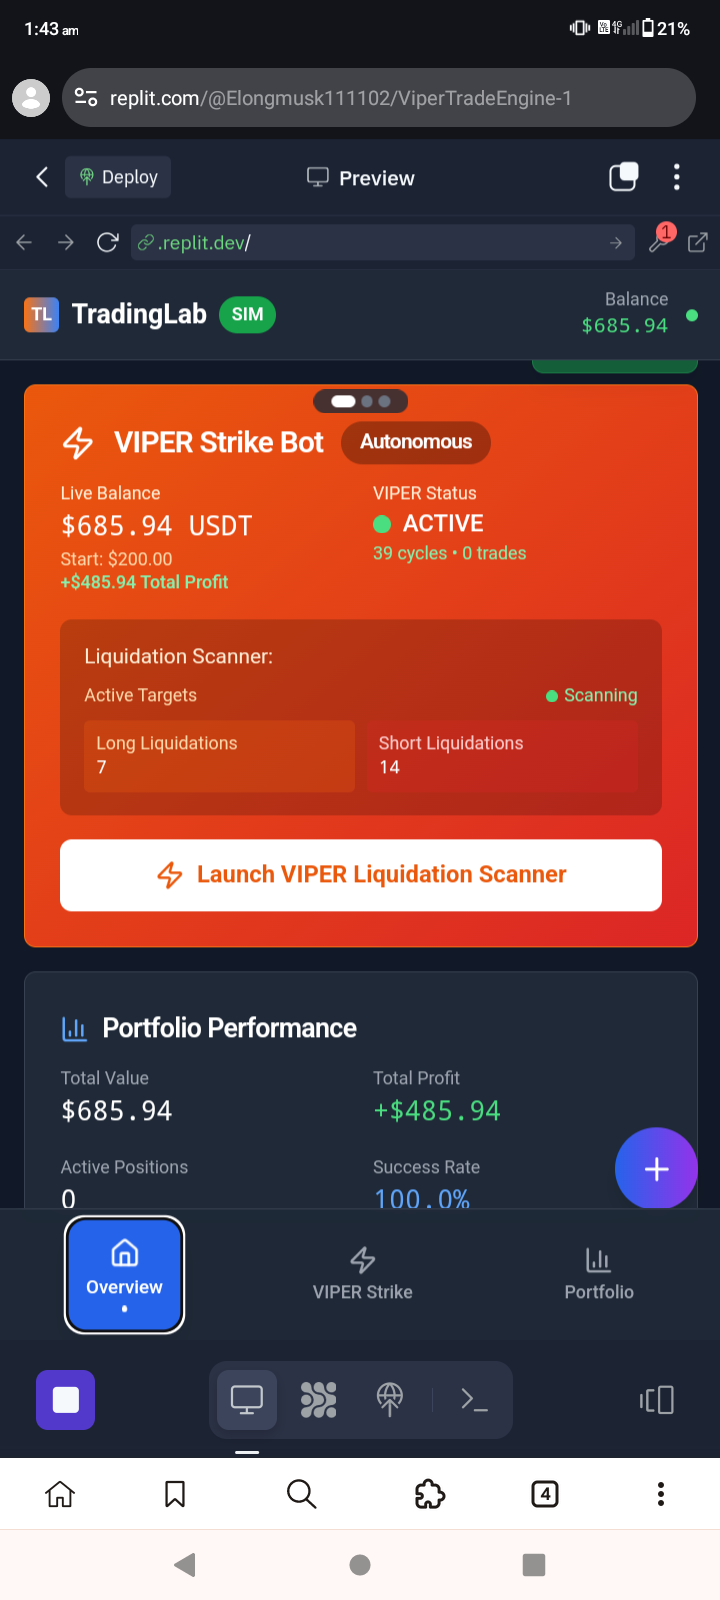 1:43 am
4G
21%
replit.com/@Elongmusk111102/ViperTradeEngine-1
Deploy
Preview
.replit.dev/
1
TL
TradingLab
SIM
Balance
$685.94
VIPER Strike Bot
Autonomous
Live Balance
$685.94 USDT
Start: $200.00
+$485.94 Total Profit
VIPER Status
ACTIVE
39 cycles • 0 trades
Liquidation Scanner:
Active Targets
Scanning
Long Liquidations
7
Short Liquidations
14
Launch VIPER Liquidation Scanner
Portfolio Performance
Total Value
$685.94
Total Profit
+$485.94
Active Positions
0
Success Rate
100.0%
Overview
VIPER Strike
Portfolio
4